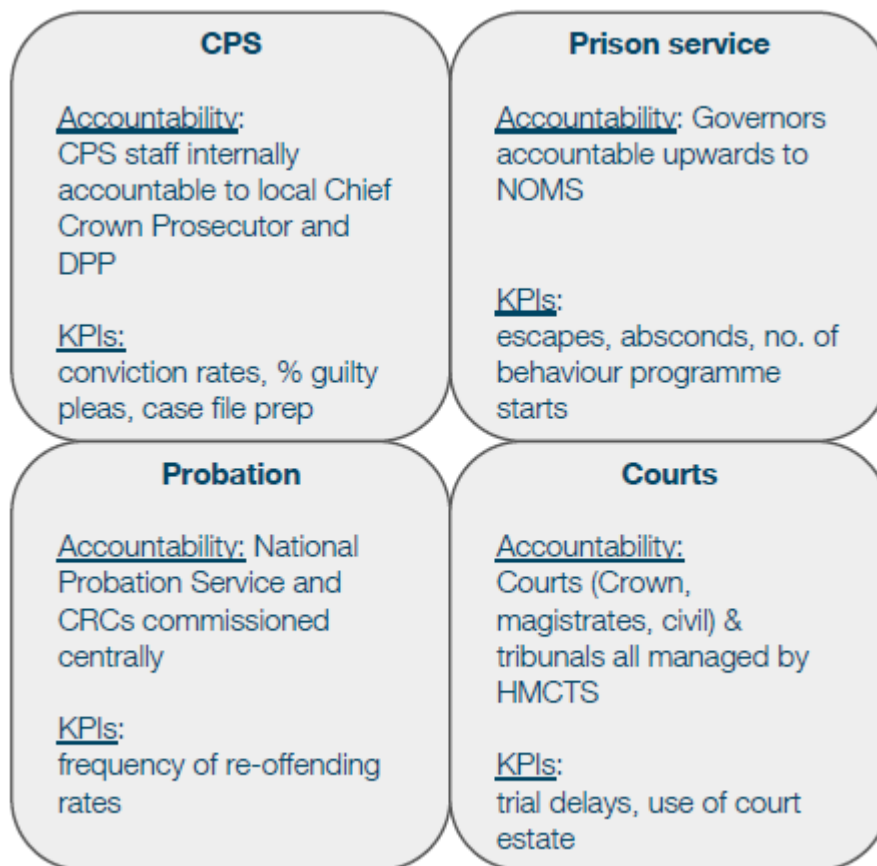 CPS
Accountability:
CPS staff internally
accountable to local Chief
Crown Prosecutor and
DPP
KPIs:
conviction rates, % guilty
pleas, case file prep
Prison service
Accountability: Governors
accountable upwards to
NOMS
KPIs:
escapes, absconds, no. of
behaviour programme
starts
Probation
Accountability: National
Probation Service and
CRCs commissioned
centrally
KPIs:
frequency of re-offending
rates
Courts
Accountability:
Courts (Crown,
magistrates, civil) &
tribunals all managed by
HMCTS
KPIs:
trial delays, use of court
estate